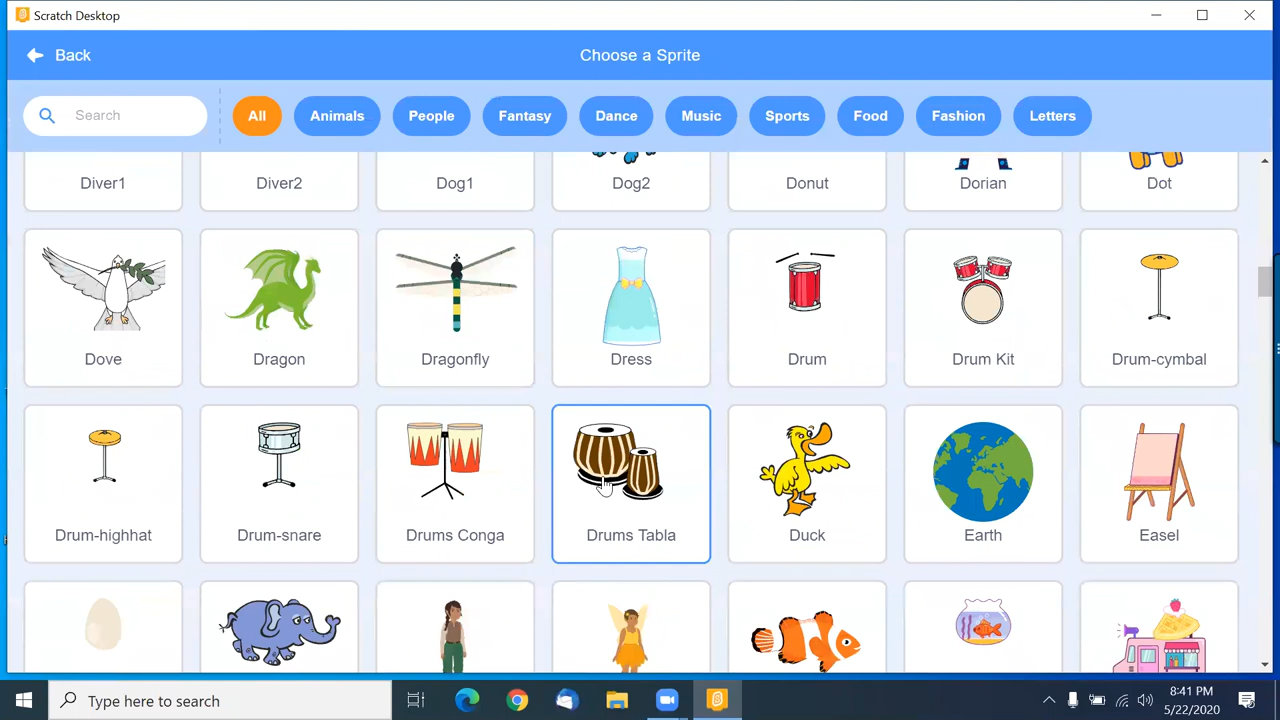 Scratch Desktop
Back
Choose a Sprite
Search
All
Animals
People
Fantasy
Dance
Music
Sports
Food
Fashion
Letters
Diver1
Diver2
Dog1
Dog2
Donut
Dorian
Dot
Dove
Dragon
Dragonfly
Dress
Drum
Drum Kit
Drum-cymbal
Drum-highhat
Drum-snare
Drums Conga
Drums Tabla
Duck
Earth
Easel
Type here to search
8:41 PM
5/22/2020